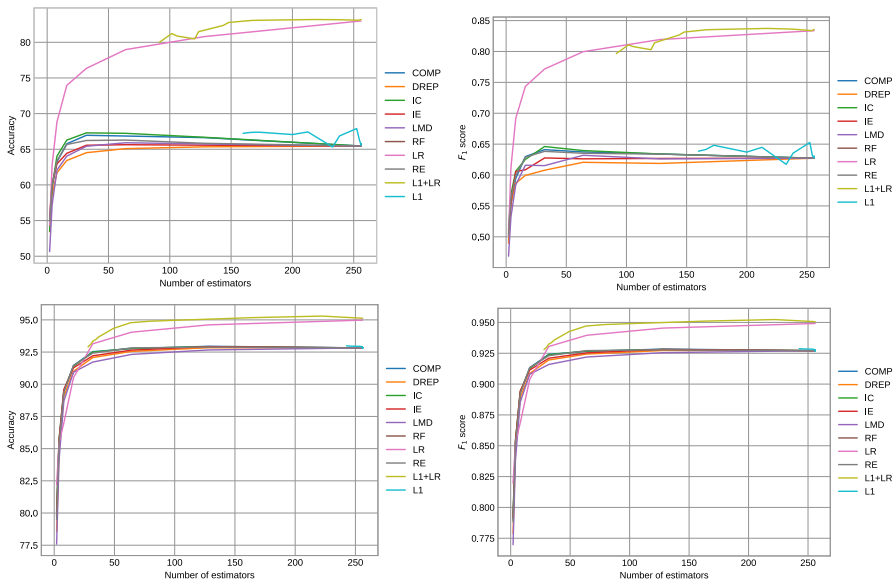 80
75
70
65
60
55
50
Accuracy
0 50 100 150 200 250
Number of estimators
COMP
DREP
IC
IE
LMD
RF
LR
RE
L1+LR
L1
0.85
0.80
0.75
0.70
0.65
0.60
0.55
0,50
F1 score
0 50 100 150 200 250
Number of estimators
COMP
DREP
IC
IE
LMD
RF
LR
RE
L1+LR
L1
95,0
92.5
90.0
87.5
85,0
82,5
80,0
77.5
Accuracy
0 50 100 150 200 250
Number of estimators
COMP
DREP
IC
IE
LMD
RF
LR
RE
L1+LR
L1
0.950
0.925
0.900
0.875
0.850
0.825
0.800
0.775
F1 score
0 50 100 150 200 250
Number of estimators
COMP
DREP
IC
IE
LMD
RF
LR
RE
L1+LR
L1